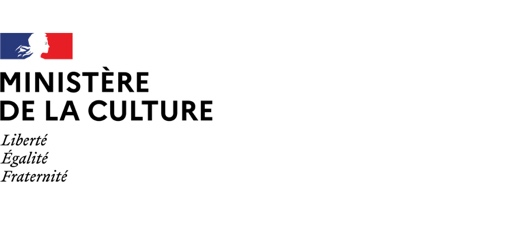 MINISTÈRE
DE LA CULTURE
Liberté
Égalité
Fraternité